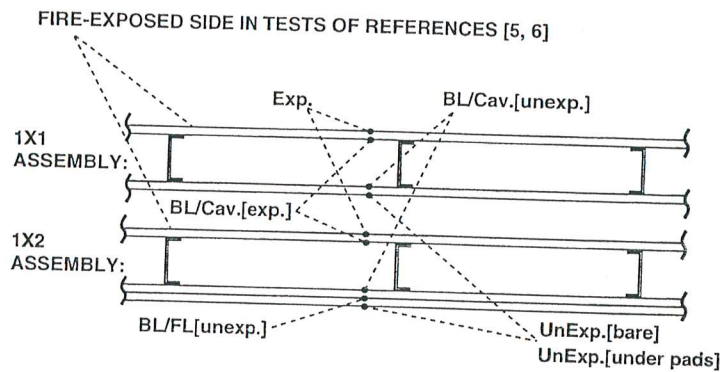 FIRE-EXPOSED SIDE IN TESTS OF REFERENCES [5, 6]
Exp.
BL/Cav.[unexp.]
1X1
ASSEMBLY:
BL/Cav.[exp.]
1X2
ASSEMBLY:
BL/FL[unexp.]
UnExp.[bare]
UnExp.[under pads]